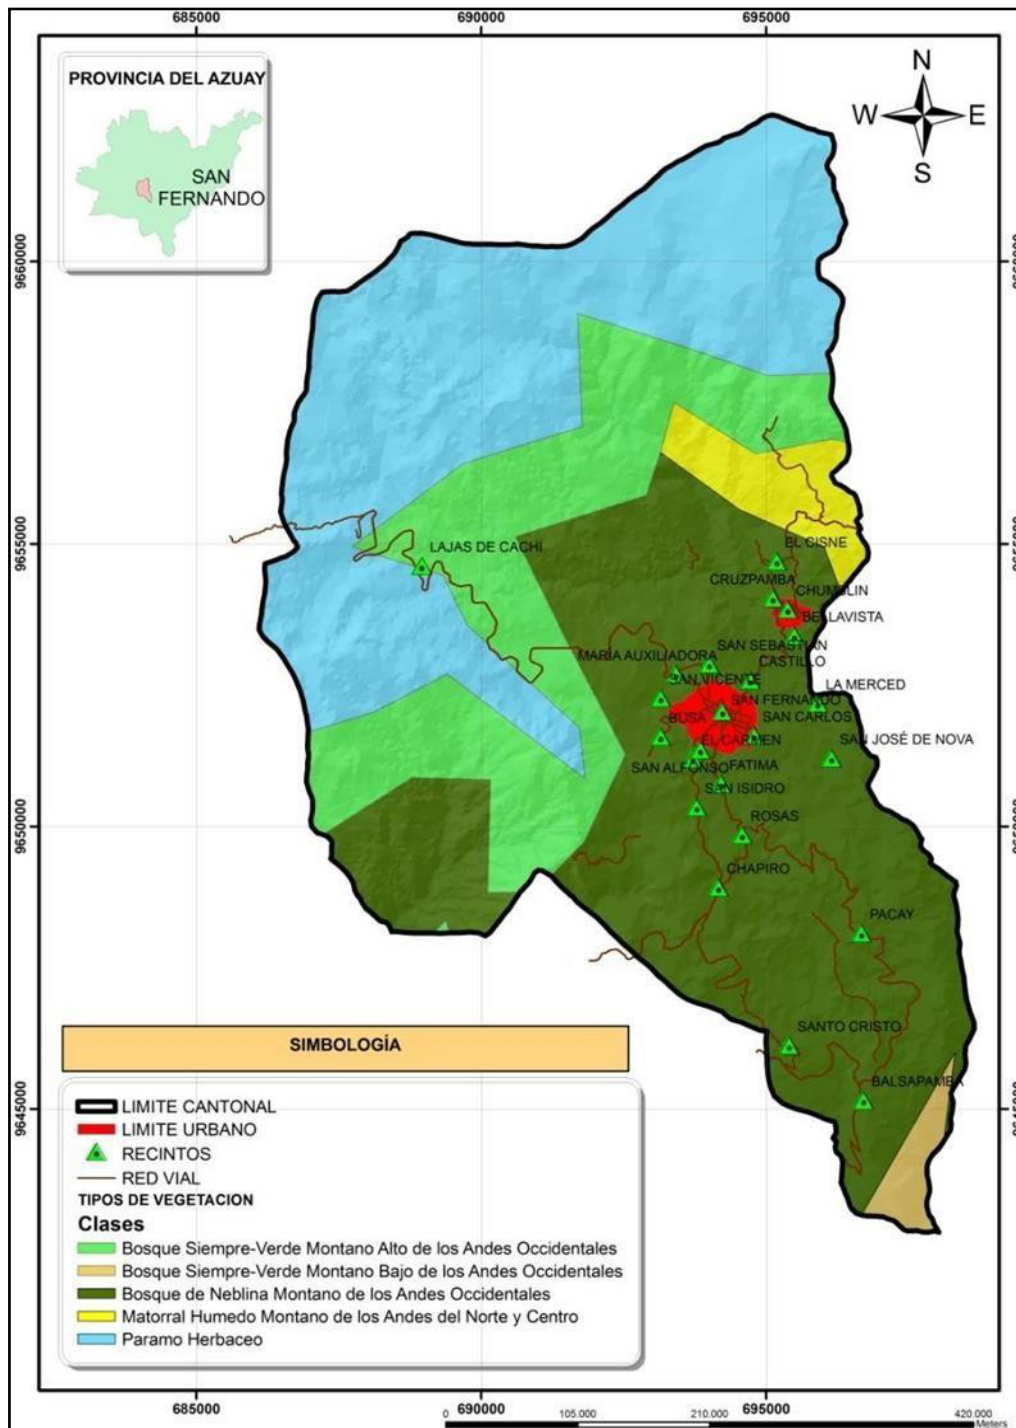 685000 690000 695000
PROVINCIA DEL AZUAY
SAN
FERNANDO
N
W E
S
9660000 9660000
9655000 9655000
LAJAS DE CACHI
EL CISNE
CRUZPAMBA
CHUMBLIN
BELLAVISTA
SAN SEBASTIAN
MARIA AUXILIADORA
CASTILLO
SAN VICENTE
LA MERCED
SAN FERNANDO
BUSA
SAN CARLOS
EL CARMEN
SAN JOSÉ DE NOVA
SAN ALFONSO
FATIMA
SAN ISIDRO
ROSAS
9650000 9650000
CHAPIRO
PACAY
SANTO CRISTO
BALSAPAMBA
9645000 9645000
SIMBOLOGÍA
LIMITE CANTONAL
LIMITE URBANO
RECINTOS
RED VIAL
TIPOS DE VEGETACION
Clases
Bosque Siempre-Verde Montano Alto de los Andes Occidentales
Bosque Siempre-Verde Montano Bajo de los Andes Occidentales
Bosque de Neblina Montano de los Andes Occidentales
Matorral Humedo Montano de los Andes del Norte y Centro
Paramo Herbaceo
685000 690000 695000
0 105.000 210.000 420.000
Meters